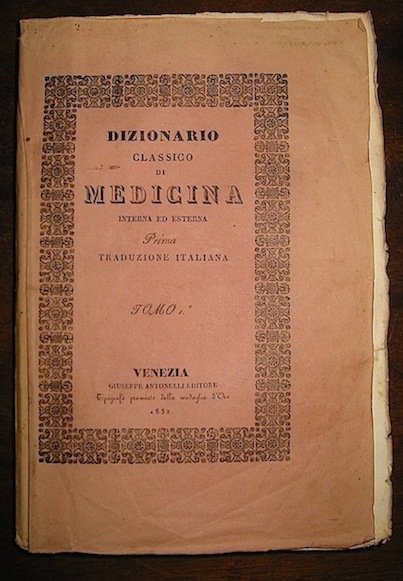 DIZIONARIO
CLASSICO
DI
MEDICINA
INTERNA ED ESTERNA
Prima
TRADUZIONE ITALIANA
TOMO
VENEZIA
GIUSEPPE ANTONELLI EDITORE
Tipografo premiato della medaglia d'Oro